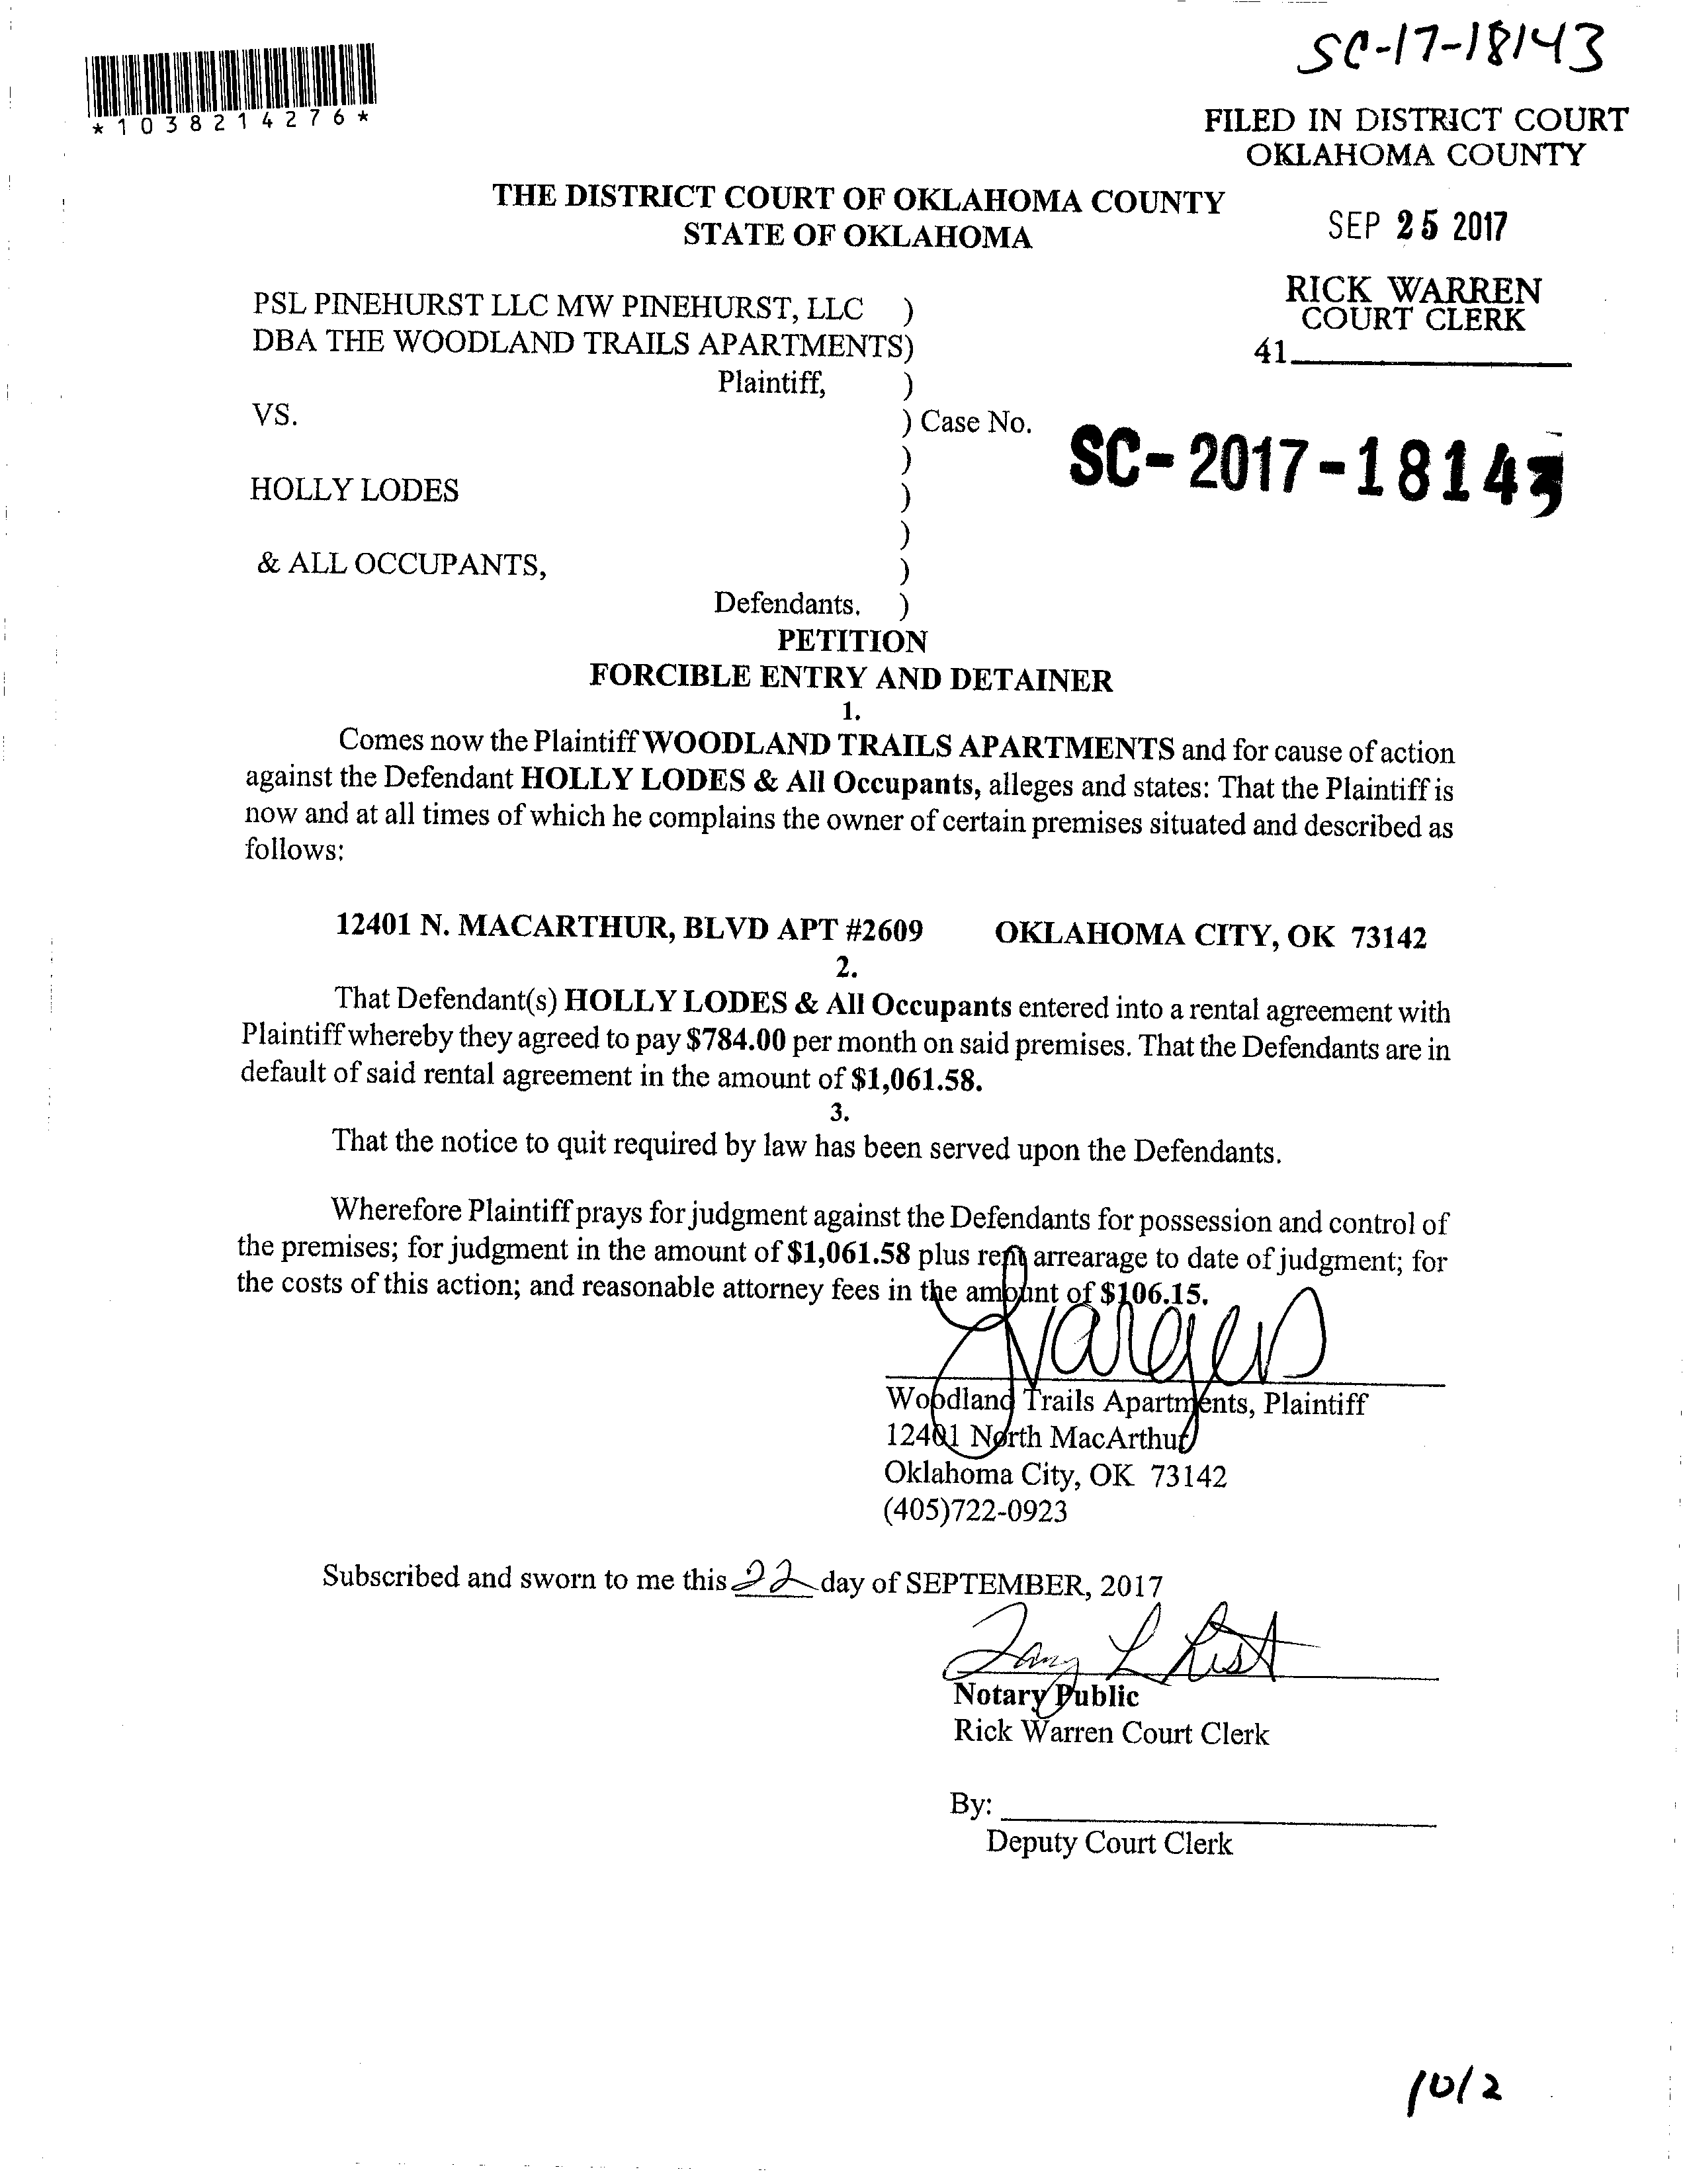 SC-17-18143
*1038214276*
FILED IN DISTRICT COURT
OKLAHOMA COUNTY
THE DISTRICT COURT OF OKLAHOMA COUNTY
STATE OF OKLAHOMA
SEP 25 2017
RICK WARREN
COURT CLERK
41
PSL PINEHURST LLC MW PINEHURST, LLC )
DBA THE WOODLAND TRAILS APARTMENTS)
Plaintiff, )
VS. ) Case No. SC-2017-18143
)
HOLLY LODES )
)
& ALL OCCUPANTS, )
Defendants. )
PETITION
FORCIBLE ENTRY AND DETAINER
1.
Comes now the Plaintiff WOODLAND TRAILS APARTMENTS and for cause of action
against the Defendant HOLLY LODES & All Occupants, alleges and states: That the Plaintiff is
now and at all times of which he complains the owner of certain premises situated and described as
follows:
12401 N. MACARTHUR, BLVD APT #2609 OKLAHOMA CITY, OK 73142
2.
That Defendant(s) HOLLY LODES & All Occupants entered into a rental agreement with
Plaintiff whereby they agreed to pay $784.00 per month on said premises. That the Defendants are in
default of said rental agreement in the amount of $1,061.58.
3.
That the notice to quit required by law has been served upon the Defendants.
Wherefore Plaintiff prays for judgment against the Defendants for possession and control of
the premises; for judgment in the amount of $1,061.58 plus rent arrearage to date of judgment; for
the costs of this action; and reasonable attorney fees in the amount of $106.15.
Woodland Trails Apartments, Plaintiff
12401 North MacArthur
Oklahoma City, OK 73142
(405)722-0923
Subscribed and sworn to me this 22 day of SEPTEMBER, 2017
Notary Public
Rick Warren Court Clerk
By:
Deputy Court Clerk
10/2